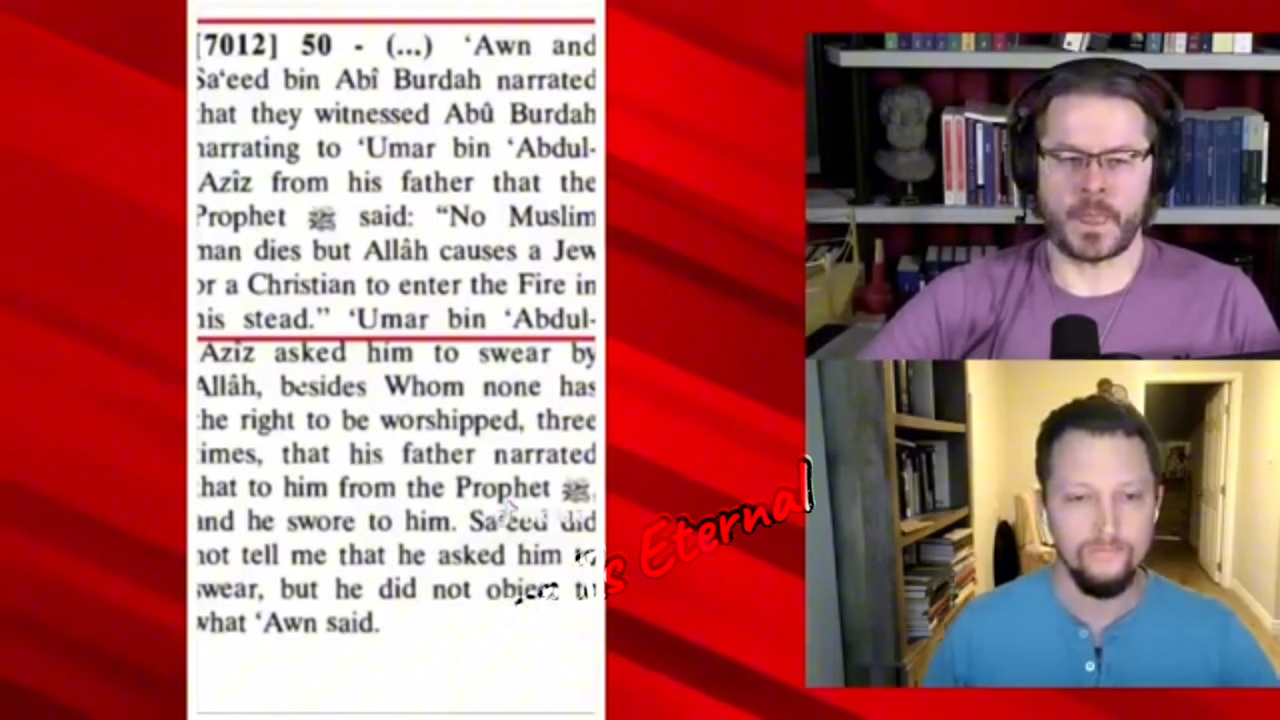 [7012] 50 - (...) ‘Awn and
Sa‘eed bin Abî Burdah narrated
that they witnessed Abû Burdah
narrating to ‘Umar bin ‘Abdul-
‘Azîz from his father that the
Prophet ﷺ said: “No Muslim
man dies but Allâh causes a Jew
or a Christian to enter the Fire in
his stead.” ‘Umar bin ‘Abdul-
‘Azîz asked him to swear by
Allâh, besides Whom none has
the right to be worshipped, three
times, that his father narrated
that to him from the Prophet ﷺ,
and he swore to him. Sa‘eed did
not tell me that he asked him to
swear, but he did not object to
what ‘Awn said.
is Eternal